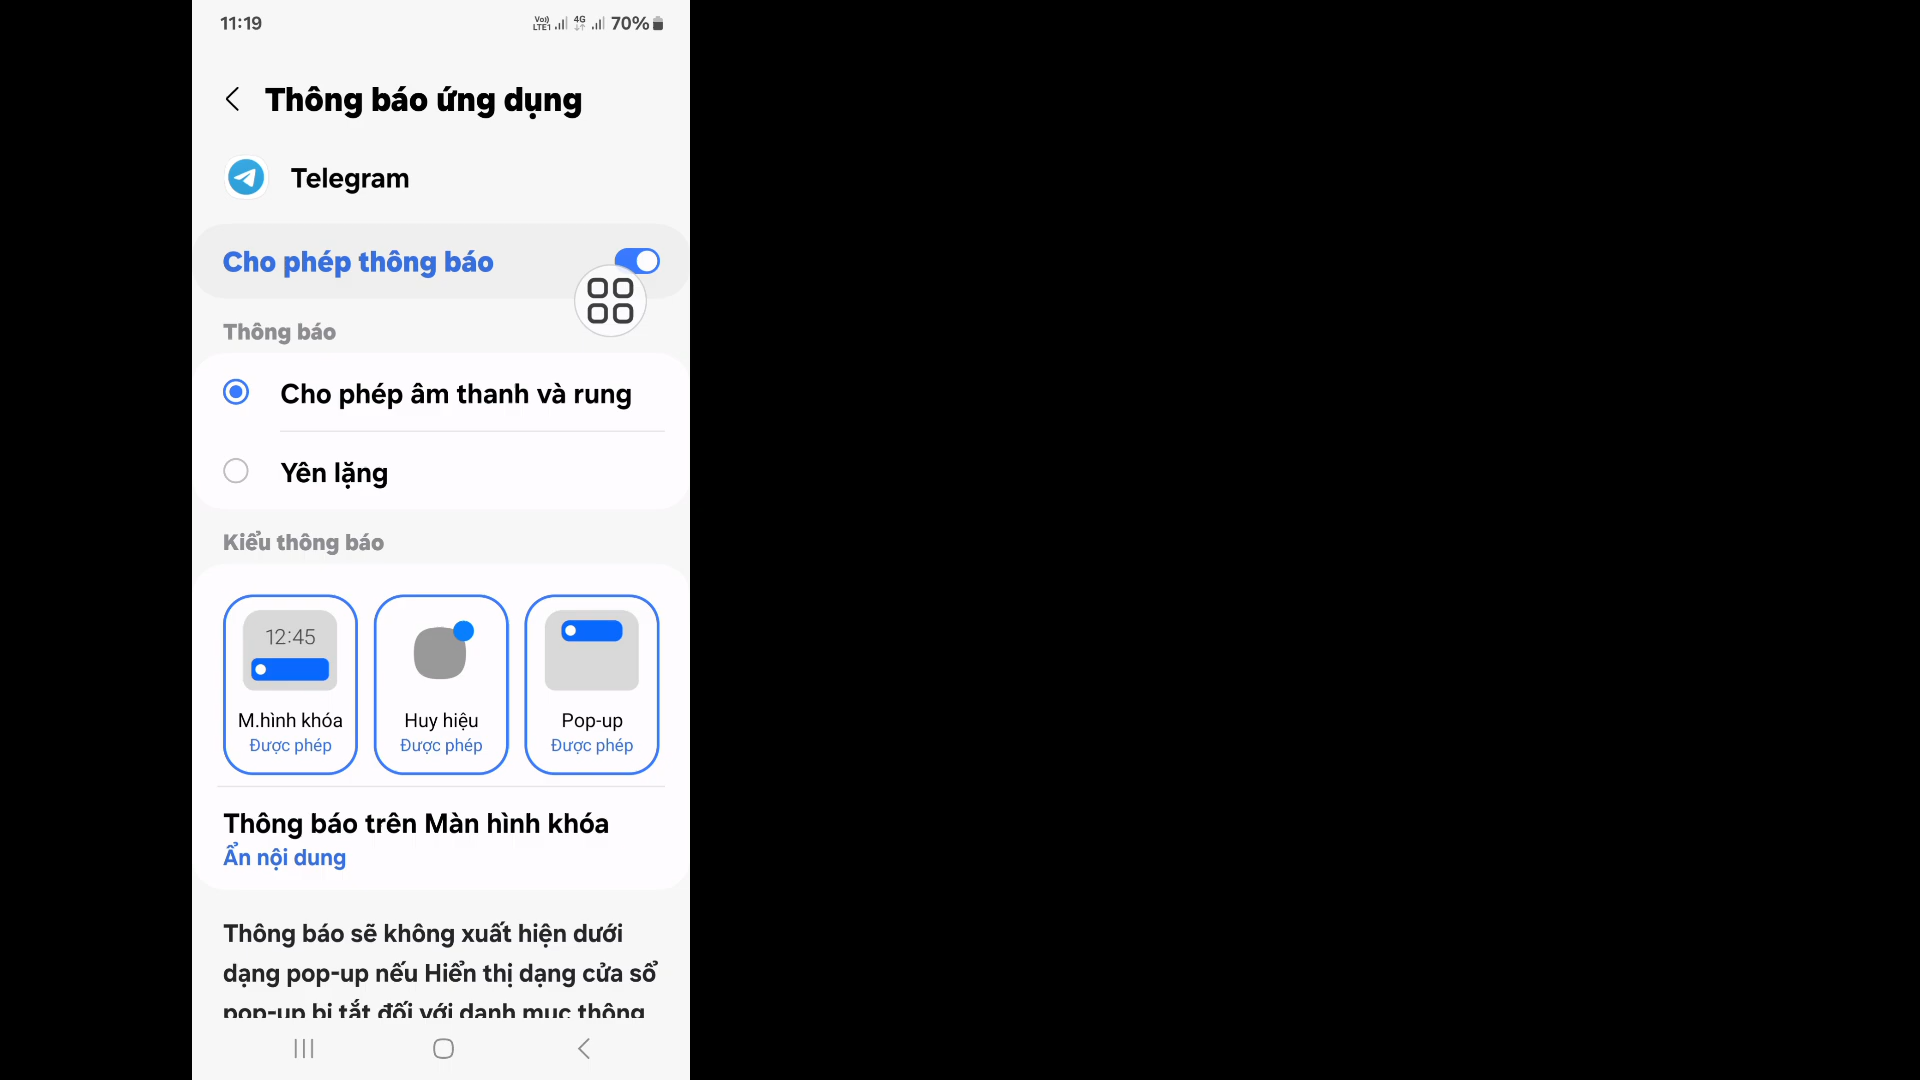 11:19
Vo)) LTE1 4G 70%
Thông báo ứng dụng
Telegram
Cho phép thông báo
Thông báo
Cho phép âm thanh và rung
Yên lặng
Kiểu thông báo
12:45
M.hình khóa Huy hiệu Pop-up
Được phép Được phép Được phép
Thông báo trên Màn hình khóa
Ẩn nội dung
Thông báo sẽ không xuất hiện dưới
dạng pop-up nếu Hiển thị dạng cửa sổ
pop-up bị tắt đối với danh mục thông